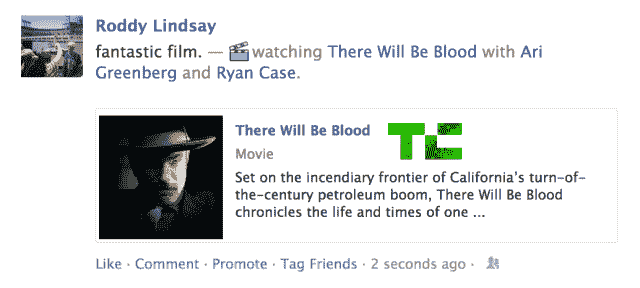 Roddy Lindsay
fantastic film. — watching There Will Be Blood with Ari
Greenberg and Ryan Case.
There Will Be Blood
TC
Movie
Set on the incendiary frontier of California's turn-of-
the-century petroleum boom, There Will Be Blood
chronicles the life and times of one ...
Like · Comment · Promote · Tag Friends · 2 seconds ago ·